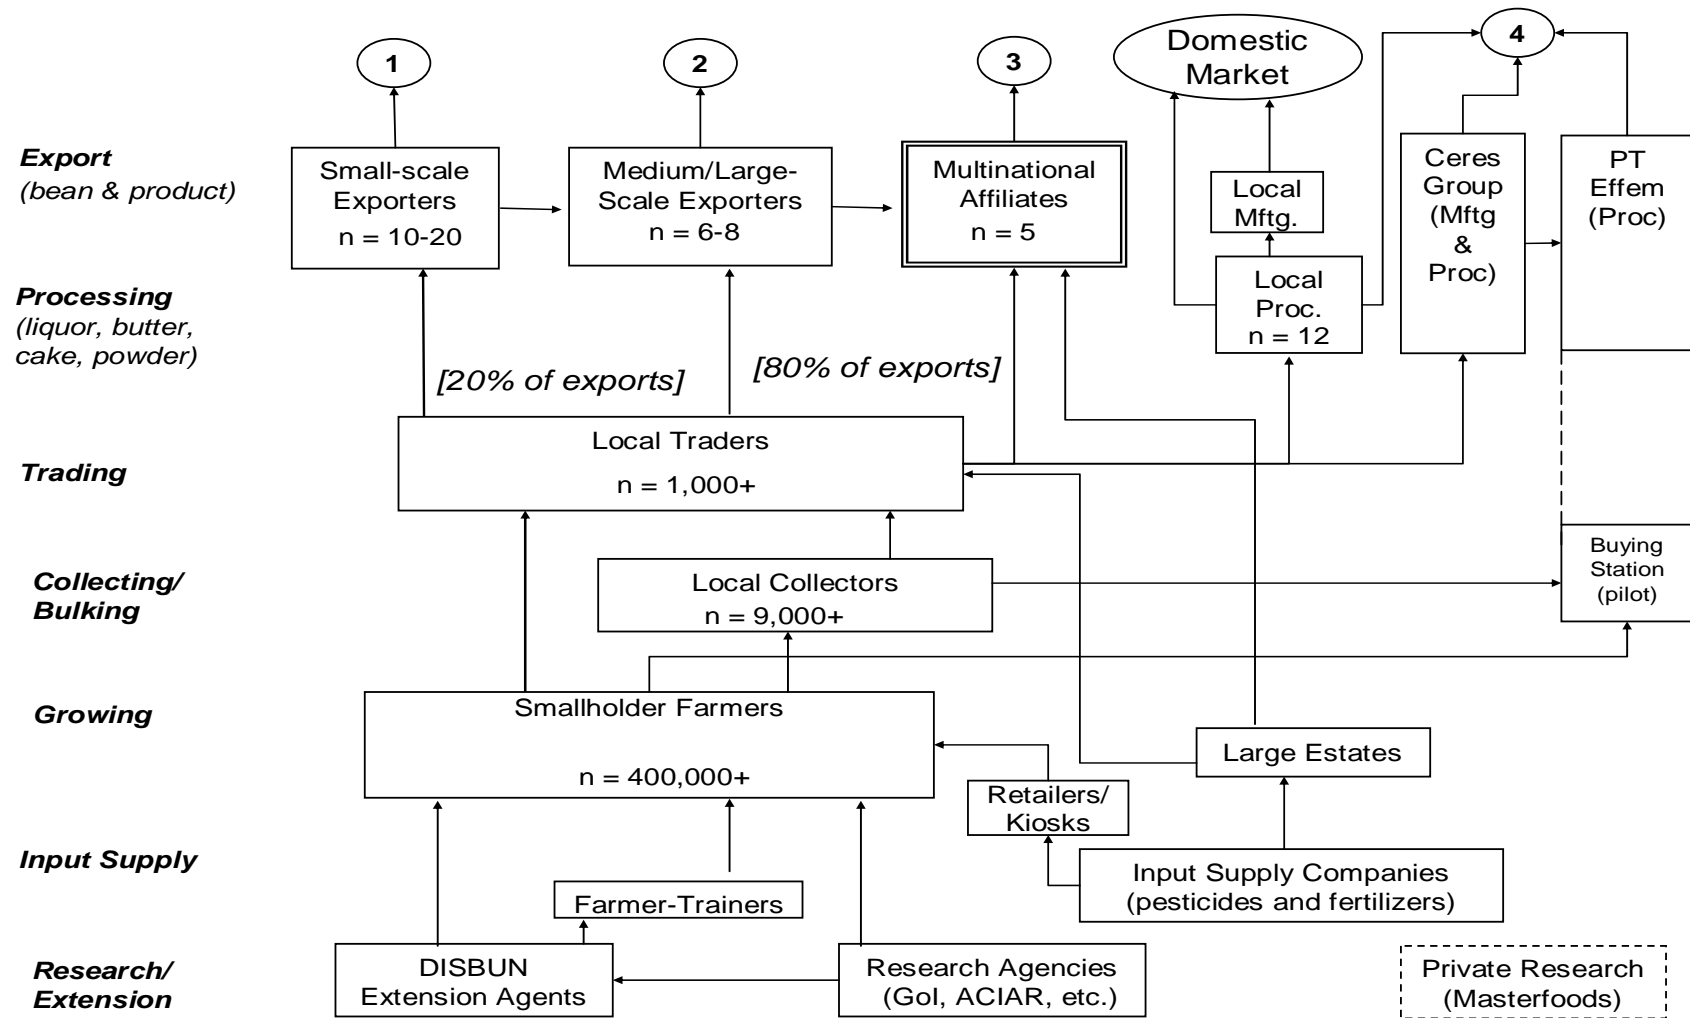 1
2
3
Domestic
Market
4
Export
(bean & product)
Small-scale
Exporters
n = 10-20
Medium/Large-
Scale Exporters
n = 6-8
Multinational
Affiliates
n = 5
Local
Mftg.
Ceres
Group
(Mftg
&
Proc)
PT
Effem
(Proc)
Processing
(liquor, butter,
cake, powder)
Local
Proc.
n = 12
[20% of exports]
[80% of exports]
Trading
Local Traders
n = 1,000+
Collecting/
Bulking
Local Collectors
n = 9,000+
Buying
Station
(pilot)
Growing
Smallholder Farmers
n = 400,000+
Large Estates
Retailers/
Kiosks
Input Supply
Farmer-Trainers
Input Supply Companies
(pesticides and fertilizers)
Research/
Extension
DISBUN
Extension Agents
Research Agencies
(GoI, ACIAR, etc.)
Private Research
(Masterfoods)